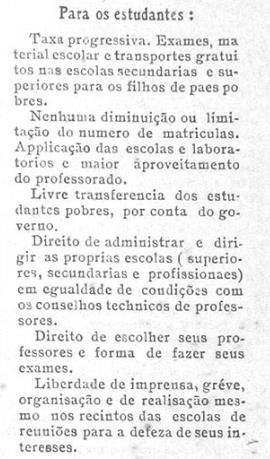 Para os estudantes :
Taxa progressiva. Exames, ma
terial escolar e transportes gratui
tos nas escolas secundarias e su-
periores para os filhos de paes po
bres.
Nenhuma diminuição ou limi-
tação do numero de matriculas.
Applicação das escolas e labora-
torios e maior aproveitamento
do professorado.
Livre transferencia dos estu-
dantes pobres, por conta do go-
verno.
Direito de administrar e diri-
gir as proprias escolas ( superio-
res, secundarias e profissionaes)
em egualdade de condições com
os conselhos technicos de profes-
sores.
Direito de escolher seus pro-
fessores e forma de fazer seus
exames.
Liberdade de imprensa, gréve,
organisação e de realisação mes-
mo nos recintos das escolas de
reuniões para a defeza de seus in-
teresses.